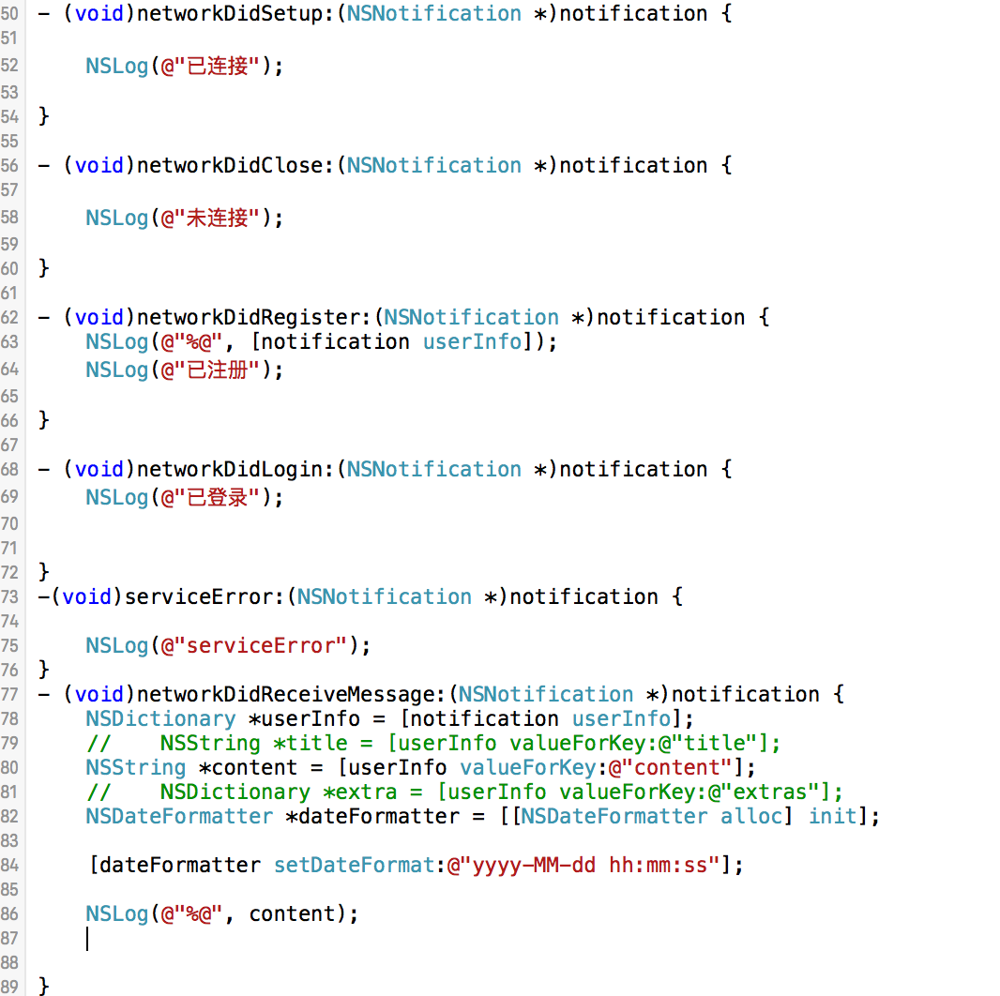 50 - (void)networkDidSetup:(NSNotification *)notification {
51
52     NSLog(@"已连接");
53
54 }
55
56 - (void)networkDidClose:(NSNotification *)notification {
57
58     NSLog(@"未连接");
59
60 }
61
62 - (void)networkDidRegister:(NSNotification *)notification {
63     NSLog(@"%@", [notification userInfo]);
64     NSLog(@"已注册");
65
66 }
67
68 - (void)networkDidLogin:(NSNotification *)notification {
69     NSLog(@"已登录");
70
71
72 }
73 -(void)serviceError:(NSNotification *)notification {
74
75     NSLog(@"serviceError");
76 }
77 - (void)networkDidReceiveMessage:(NSNotification *)notification {
78     NSDictionary *userInfo = [notification userInfo];
79     //    NSString *title = [userInfo valueForKey:@"title"];
80     NSString *content = [userInfo valueForKey:@"content"];
81     //    NSDictionary *extra = [userInfo valueForKey:@"extras"];
82     NSDateFormatter *dateFormatter = [[NSDateFormatter alloc] init];
83
84     [dateFormatter setDateFormat:@"yyyy-MM-dd hh:mm:ss"];
85
86     NSLog(@"%@", content);
87
88
89 }